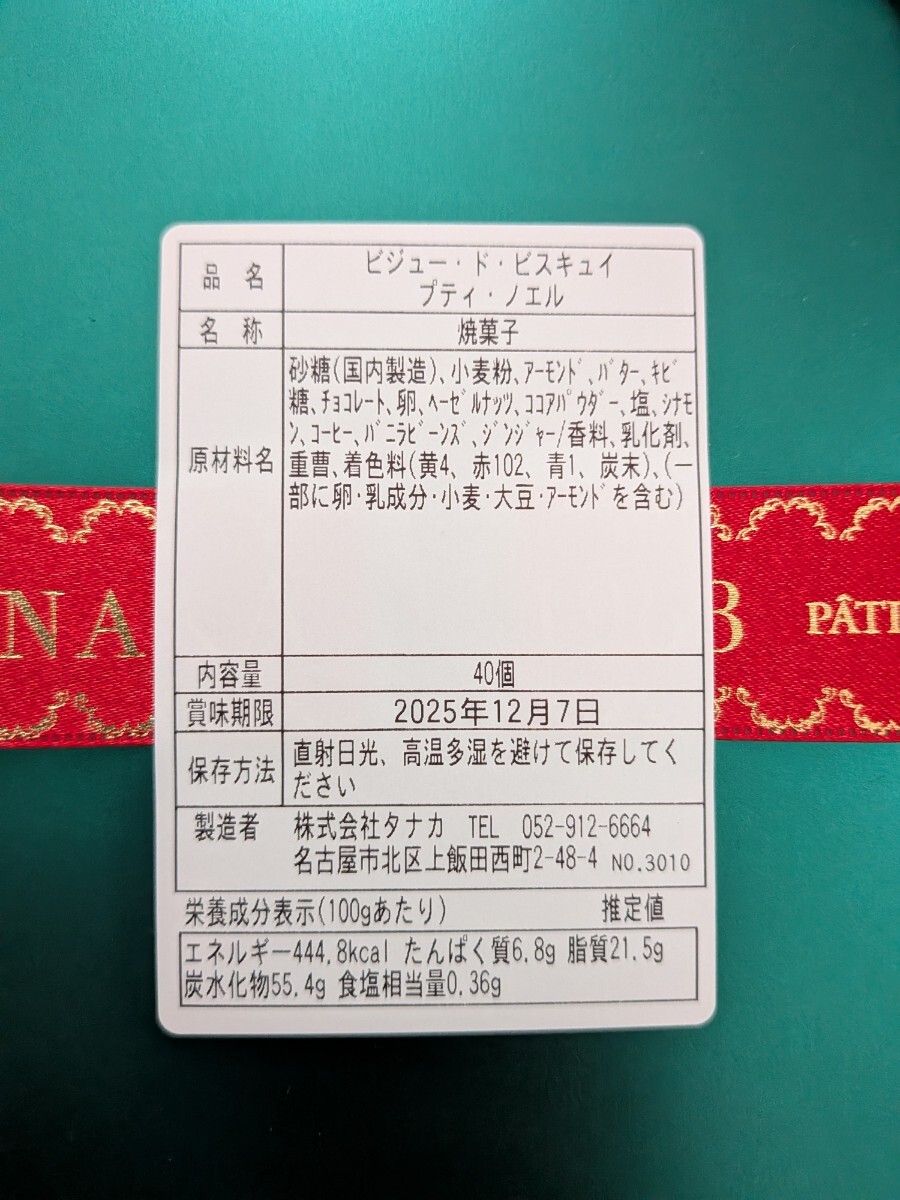 品 名 ビジュー・ド・ビスキュイ
プティ・ノエル
名 称 焼菓子
原材料名 砂糖(国内製造)、小麦粉、ｱｰﾓﾝﾄﾞ、ﾊﾞﾀｰ、ｷﾋﾞ
糖、ﾁｮｺﾚｰﾄ、卵、ﾍｰｾﾞﾙﾅｯﾂ、ｺｺｱﾊﾟｳﾀﾞｰ、塩、ｼﾅﾓ
ﾝ、ｺｰﾋｰ、ﾊﾞﾆﾗﾋﾞｰﾝｽﾞ、ｼﾞﾝｼﾞｬｰ/香料、乳化剤、
重曹、着色料(黄4、赤102、青1、炭末)、(一
部に卵・乳成分・小麦・大豆・ｱｰﾓﾝﾄﾞを含む)
NA
B PÂTI
内容量 40個
賞味期限 2025年12月7日
保存方法 直射日光、高温多湿を避けて保存してく
ださい
製造者 株式会社タナカ TEL 052-912-6664
名古屋市北区上飯田西町2-48-4 NO.3010
栄養成分表示(100gあたり) 推定値
エネルギー444.8kcal たんぱく質6.8g 脂質21.5g
炭水化物55.4g 食塩相当量0.36g